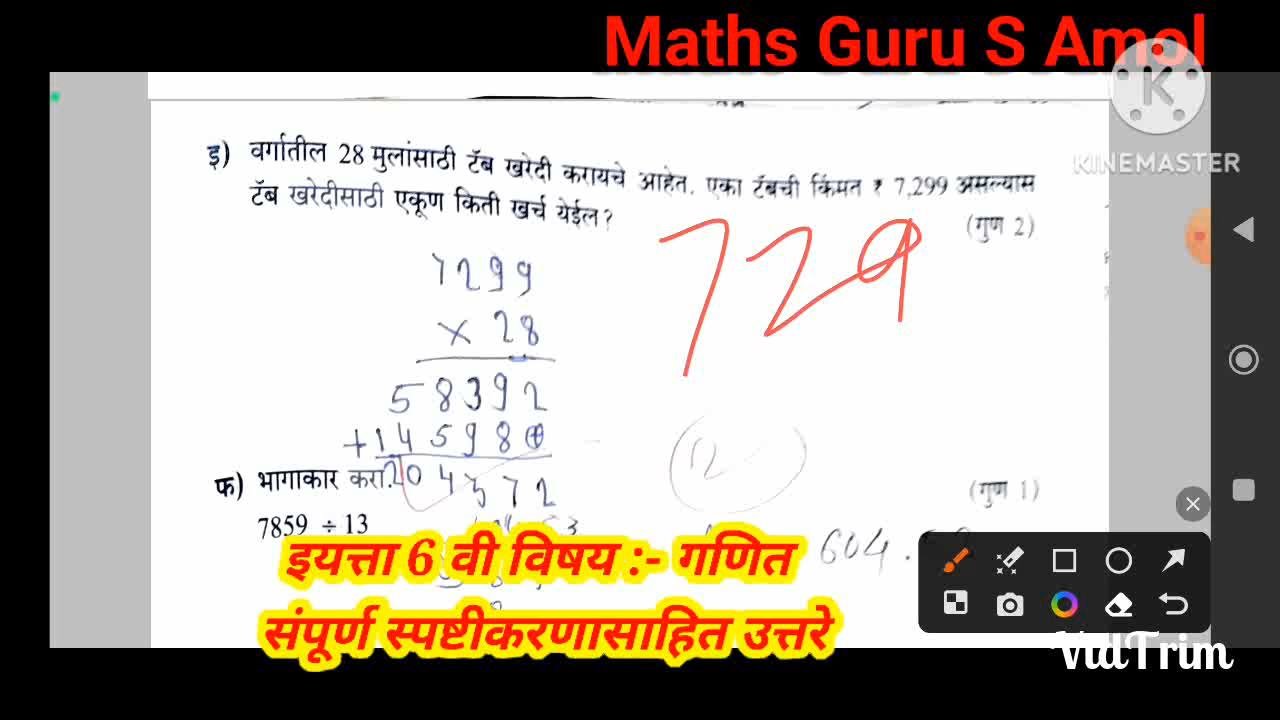 Maths Guru S Amol
KINEMASTER
इ) वर्गातील 28 मुलांसाठी टॅब खरेदी करायचे आहेत. एका टॅबची किंमत ₹ 7,299 असल्यास
टॅब खरेदीसाठी एकूण किती खर्च येईल?
(गुण 2)
729
7299
× 28
58392
+145980
204372
फ) भागाकार करा.
(गुण 1)
7859 ÷ 13
604.
इयत्ता 6 वी विषय :- गणित
संपूर्ण स्पष्टीकरणासाहित उत्तरे
VidTrim